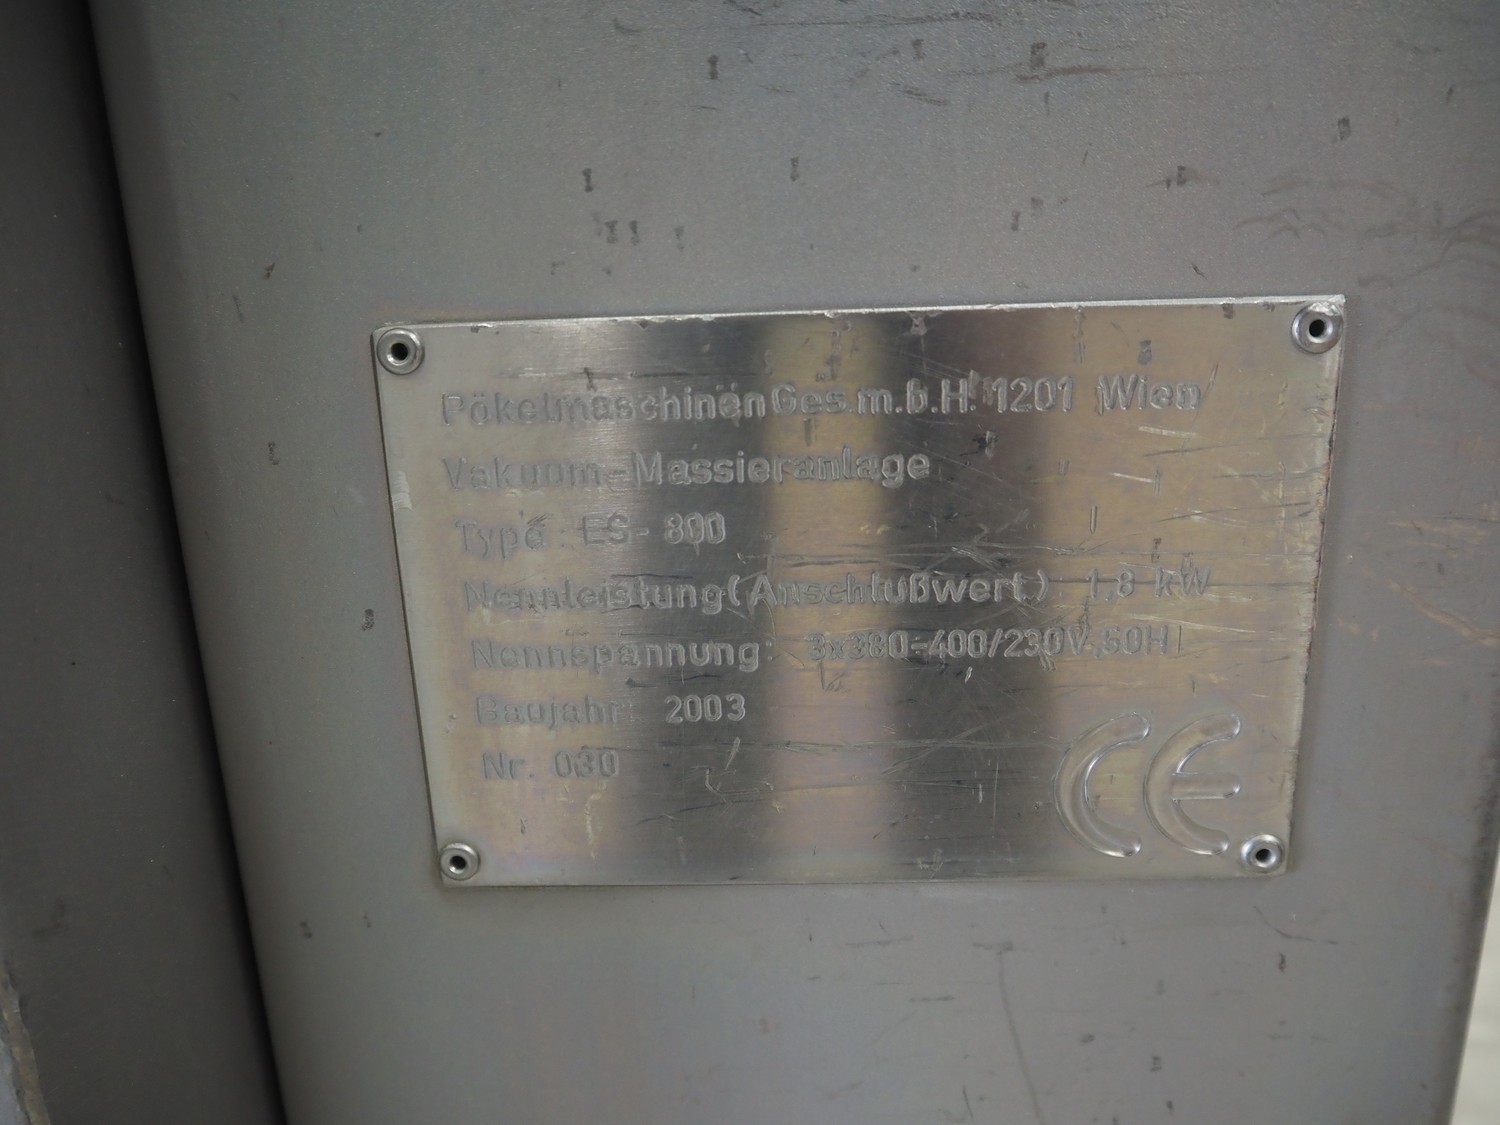 Pökelmaschinen Ges.m.b.H. 1201 Wien
Vakuum-Massieranlage
Type: ES-800
Nennleistung(Anschlußwert): 1,8 kW
Nennspannung: 3x380-400/230V,50H
Baujahr: 2003
Nr. 030
CE